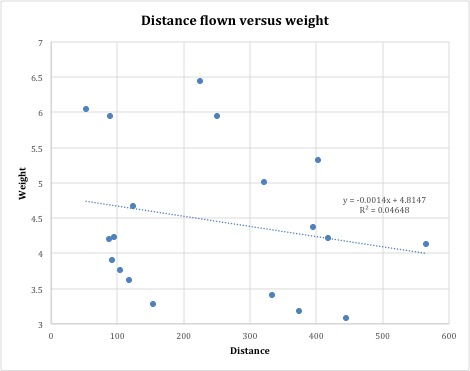 Distance flown versus weight
7
6.5
6
5.5
5
4.5
4
3.5
3
Weight
y = -0.0014x + 4.8147
R² = 0.04648
0 100 200 300 400 500 600
Distance